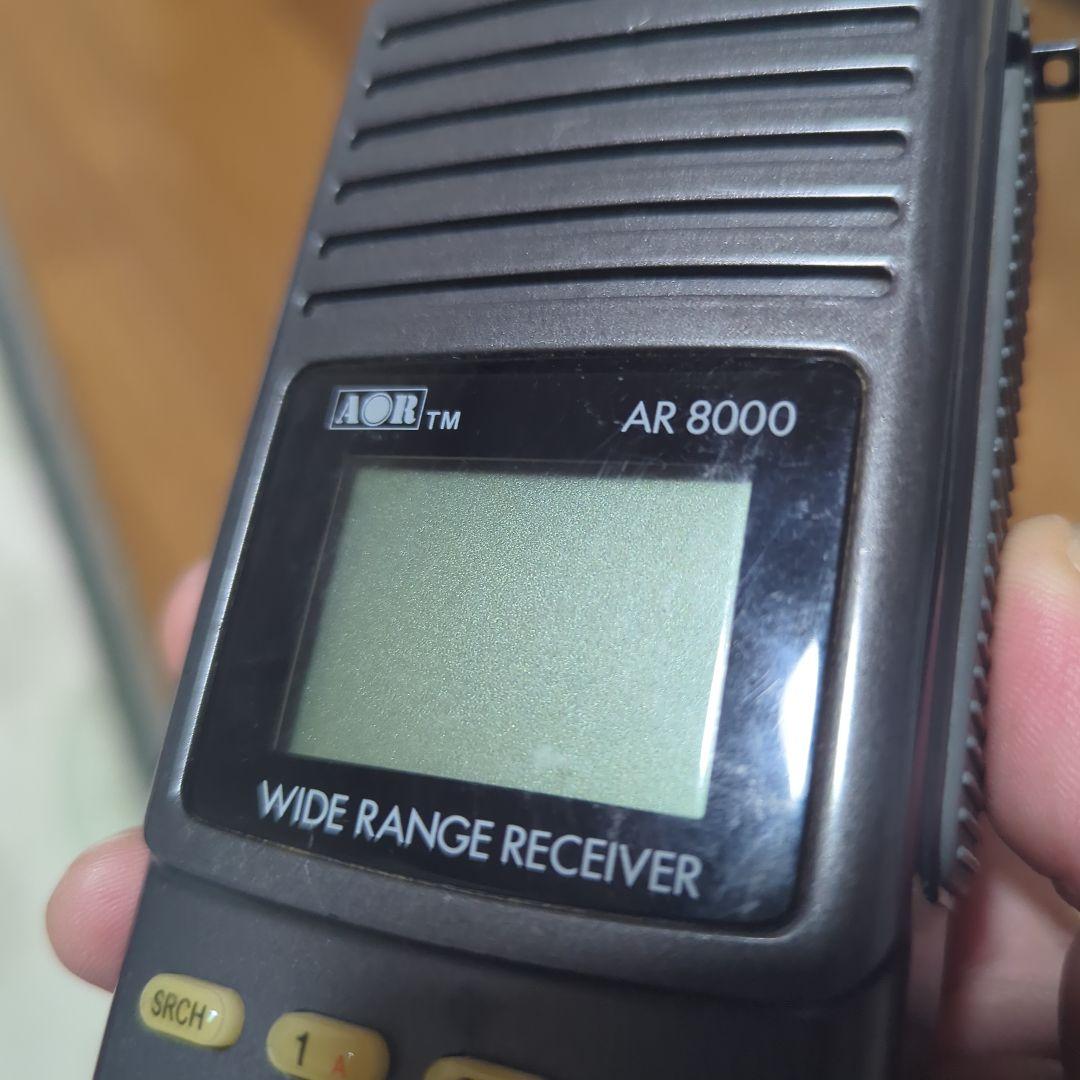 AOR TM
AR 8000
WIDE RANGE RECEIVER
SRCH
1 A